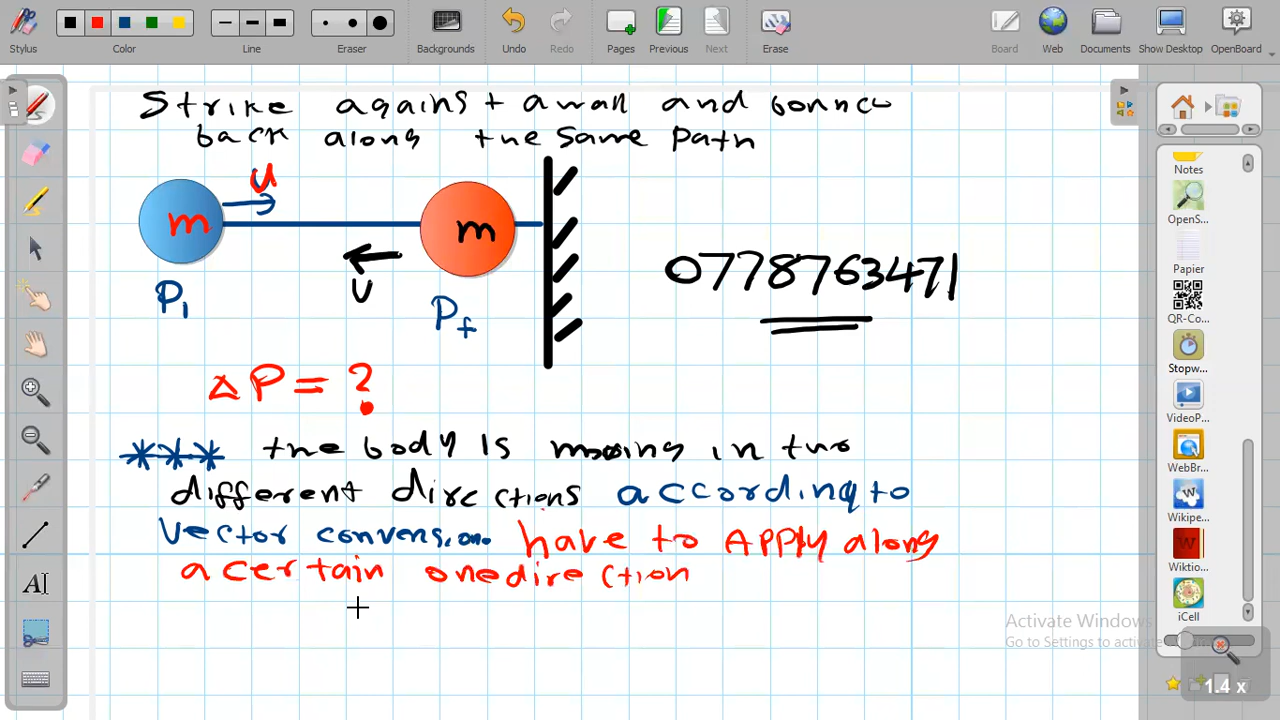 Stylus
Color
Line
Eraser
Backgrounds
Undo
Redo
Pages
Previous
Next
Erase
Board
Web
Documents
Show Desktop
OpenBoard
Strike against a wall and bounce
back along the same path
u
m
m
v
P1
Pf
0778763471
ΔP = ?
*** the body is moving in two
different directions according to
vector convension. have to APPly along
a certain one direction
AI
Notes
OpenS...
Papier
QR-Co...
Stopw...
VideoP...
WebBr...
Wikipe...
Wiktio...
iCell
Activate Windows
Go to Settings to activate
1.4 x